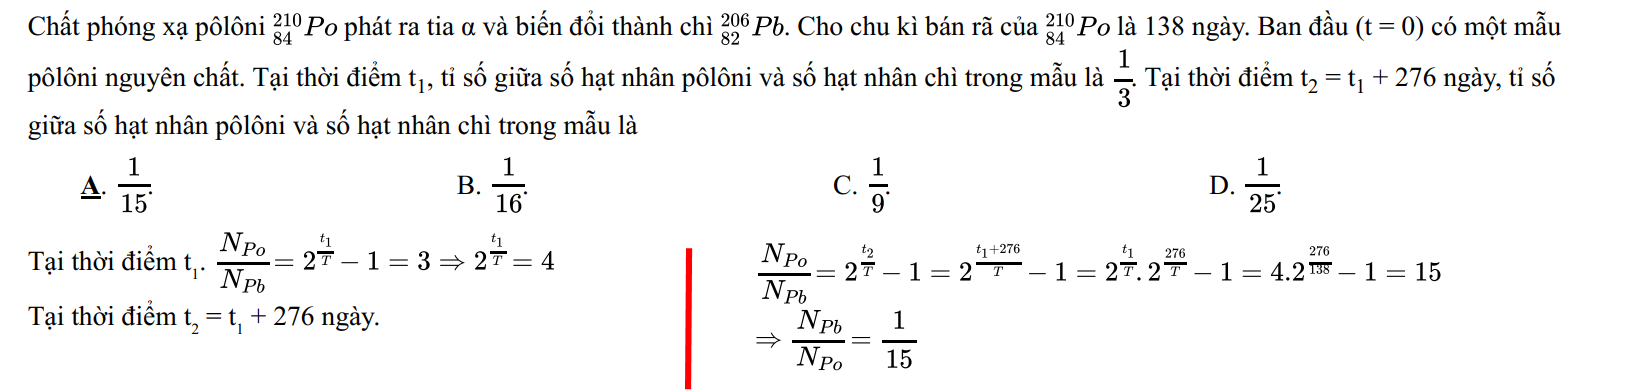 Chất phóng xạ pôlôni $^{210}_{84}Po$ phát ra tia α và biến đổi thành chì $^{206}_{82}Pb$. Cho chu kì bán rã của $^{210}_{84}Po$ là 138 ngày. Ban đầu (t = 0) có một mẫu
pôlôni nguyên chất. Tại thời điểm t₁, tỉ số giữa số hạt nhân pôlôni và số hạt nhân chì trong mẫu là $\frac{1}{3}$. Tại thời điểm t₂ = t₁ + 276 ngày, tỉ số
giữa số hạt nhân pôlôni và số hạt nhân chì trong mẫu là
A. $\frac{1}{15}$. B. $\frac{1}{16}$. C. $\frac{1}{9}$. D. $\frac{1}{25}$.
Tại thời điểm t₁. $\frac{N_{Po}}{N_{Pb}} = 2^{\frac{t_1}{T}} - 1 = 3 \Rightarrow 2^{\frac{t_1}{T}} = 4$
Tại thời điểm t₂ = t₁ + 276 ngày.
$\frac{N_{Po}}{N_{Pb}} = 2^{\frac{t_2}{T}} - 1 = 2^{\frac{t_1+276}{T}} - 1 = 2^{\frac{t_1}{T}}.2^{\frac{276}{T}} - 1 = 4.2^{\frac{276}{138}} - 1 = 15$
$\Rightarrow \frac{N_{Pb}}{N_{Po}} = \frac{1}{15}$